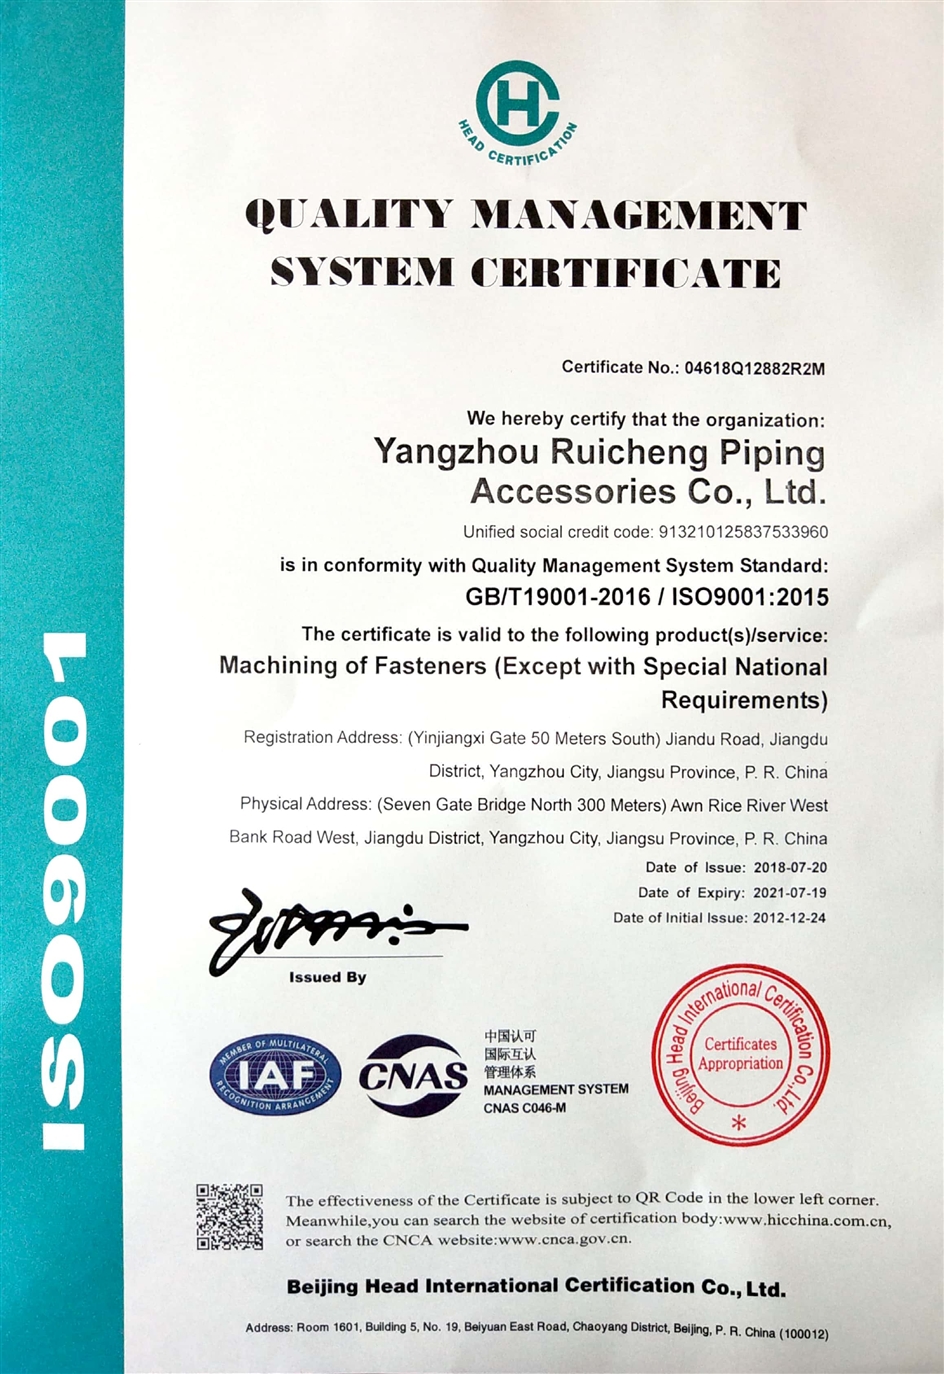 HC
HEAD CERTIFICATION
QUALITY MANAGEMENT
SYSTEM CERTIFICATE
Certificate No.: 04618Q12882R2M
We hereby certify that the organization:
Yangzhou Ruicheng Piping
Accessories Co., Ltd.
Unified social credit code: 913210125837533960
is in conformity with Quality Management System Standard:
GB/T19001-2016 / ISO9001:2015
The certificate is valid to the following product(s)/service:
Machining of Fasteners (Except with Special National
Requirements)
Registration Address: (Yinjiangxi Gate 50 Meters South) Jiandu Road, Jiangdu
District, Yangzhou City, Jiangsu Province, P. R. China
Physical Address: (Seven Gate Bridge North 300 Meters) Awn Rice River West
Bank Road West, Jiangdu District, Yangzhou City, Jiangsu Province, P. R. China
Date of Issue: 2018-07-20
Date of Expiry: 2021-07-19
Date of Initial Issue: 2012-12-24
Issued By
ISO9001
MEMBER OF MULTILATERAL
IAF
RECOGNITION ARRANGEMENT
CNAS
中国认可
国际互认
管理体系
MANAGEMENT SYSTEM
CNAS C046-M
Beijing Head International Certification Co.,Ltd.
Certificates
Appropriation
The effectiveness of the Certificate is subject to QR Code in the lower left corner.
Meanwhile,you can search the website of certification body:www.hicchina.com.cn,
or search the CNCA website:www.cnca.gov.cn.
Beijing Head International Certification Co., Ltd.
Address: Room 1601, Building 5, No. 19, Beiyuan East Road, Chaoyang District, Beijing, P. R. China (100012)